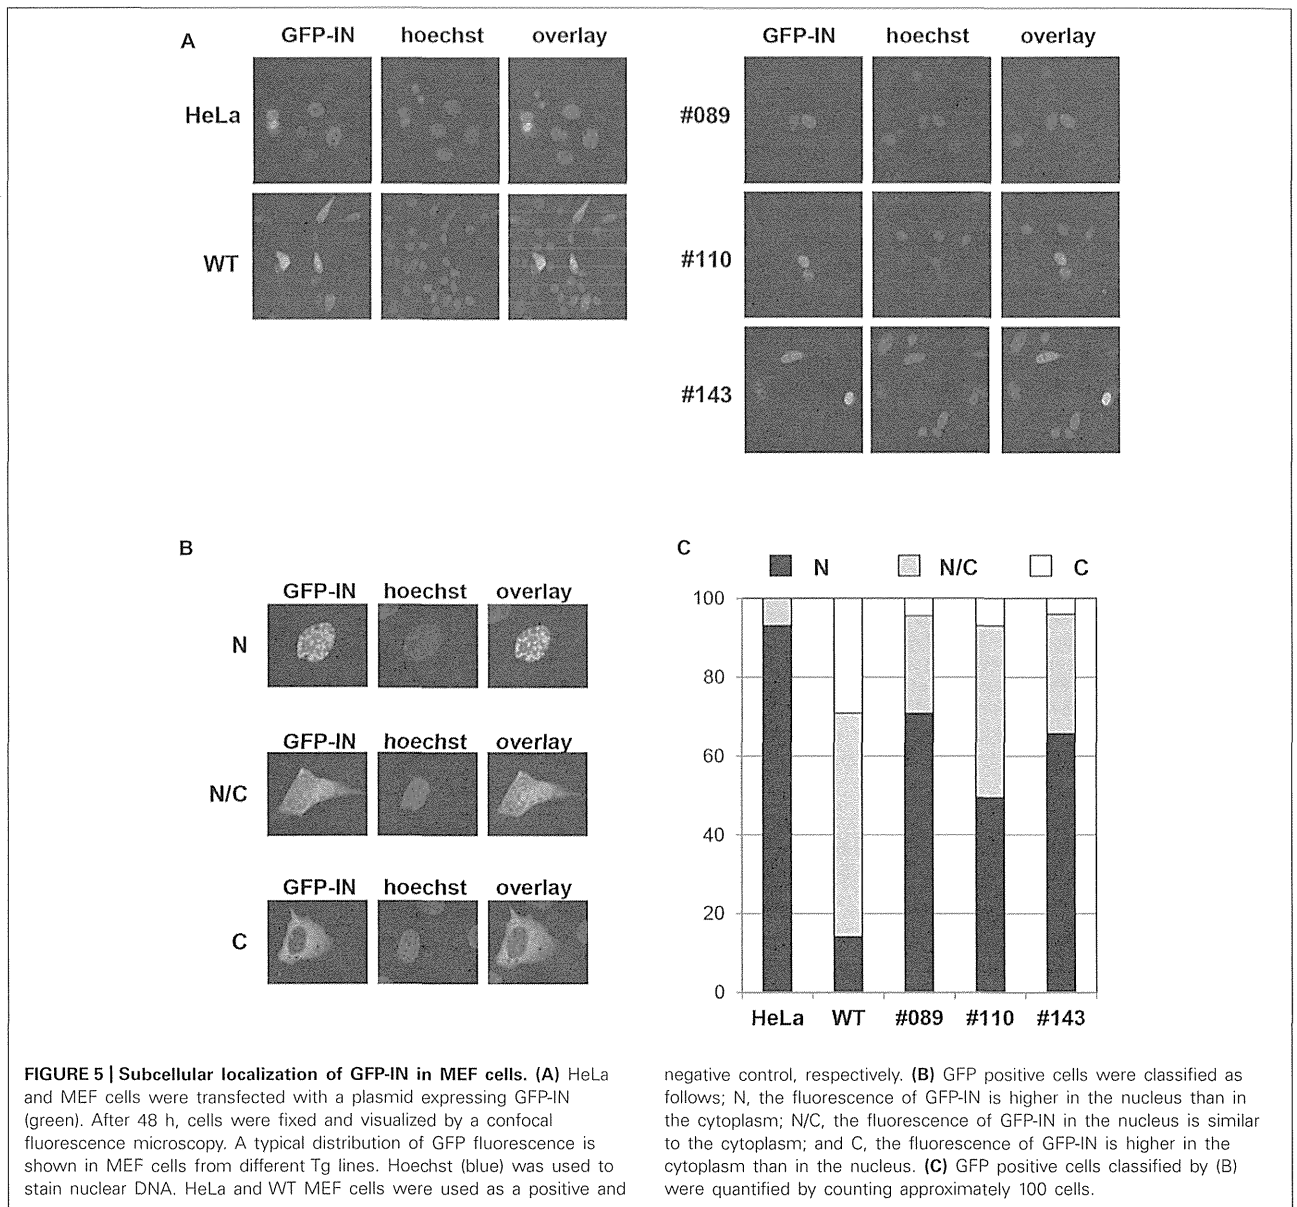 A
GFP-IN hoechst overlay
HeLa
WT
GFP-IN hoechst overlay
#089
#110
#143
B
GFP-IN hoechst overlay
N
GFP-IN hoechst overlay
N/C
GFP-IN hoechst overlay
C
C
N N/C C
100
80
60
40
20
0
HeLa WT #089 #110 #143
FIGURE 5 | Subcellular localization of GFP-IN in MEF cells. (A) HeLa
and MEF cells were transfected with a plasmid expressing GFP-IN
(green). After 48 h, cells were fixed and visualized by a confocal
fluorescence microscopy. A typical distribution of GFP fluorescence is
shown in MEF cells from different Tg lines. Hoechst (blue) was used to
stain nuclear DNA. HeLa and WT MEF cells were used as a positive and
negative control, respectively. (B) GFP positive cells were classified as
follows; N, the fluorescence of GFP-IN is higher in the nucleus than in
the cytoplasm; N/C, the fluorescence of GFP-IN in the nucleus is similar
to the cytoplasm; and C, the fluorescence of GFP-IN is higher in the
cytoplasm than in the nucleus. (C) GFP positive cells classified by (B)
were quantified by counting approximately 100 cells.